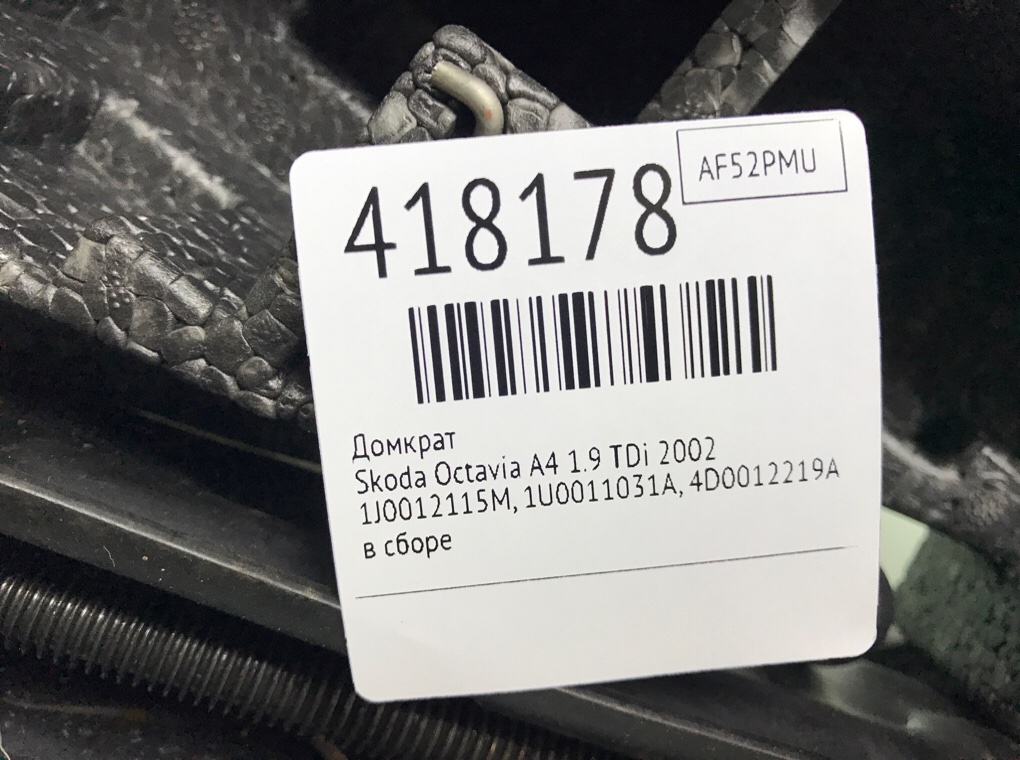 AF52PMU
418178
Домкрат
Skoda Octavia A4 1.9 TDi 2002
1J0012115M, 1U0011031A, 4D0012219A
в сборе